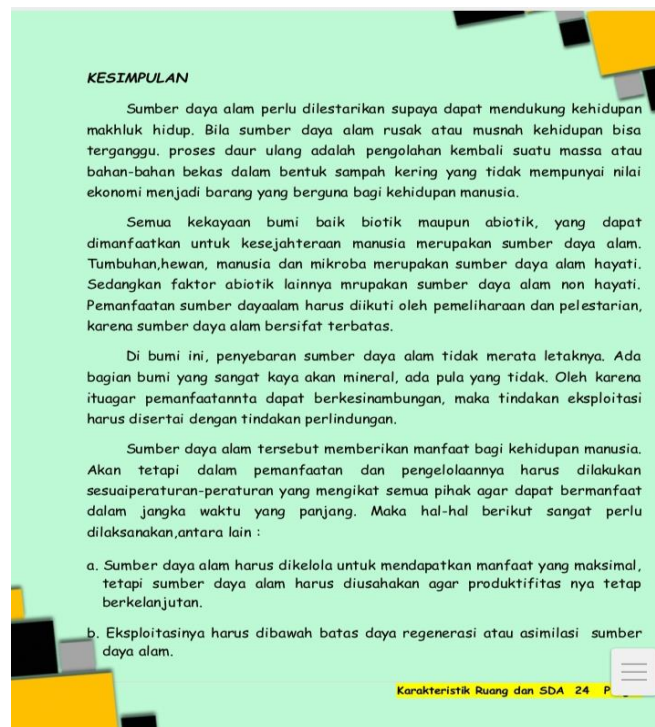 KESIMPULAN
Sumber daya alam perlu dilestarikan supaya dapat mendukung kehidupan
makhluk hidup. Bila sumber daya alam rusak atau musnah kehidupan bisa
terganggu. proses daur ulang adalah pengolahan kembali suatu massa atau
bahan-bahan bekas dalam bentuk sampah kering yang tidak mempunyai nilai
ekonomi menjadi barang yang berguna bagi kehidupan manusia.
Semua kekayaan bumi baik biotik maupun abiotik, yang dapat
dimanfaatkan untuk kesejahteraan manusia merupakan sumber daya alam.
Tumbuhan,hewan, manusia dan mikroba merupakan sumber daya alam hayati.
Sedangkan faktor abiotik lainnya mrupakan sumber daya alam non hayati.
Pemanfaatan sumber dayaalam harus diikuti oleh pemeliharaan dan pelestarian,
karena sumber daya alam bersifat terbatas.
Di bumi ini, penyebaran sumber daya alam tidak merata letaknya. Ada
bagian bumi yang sangat kaya akan mineral, ada pula yang tidak. Oleh karena
ituagar pemanfaatannta dapat berkesinambungan, maka tindakan eksploitasi
harus disertai dengan tindakan perlindungan.
Sumber daya alam tersebut memberikan manfaat bagi kehidupan manusia.
Akan tetapi dalam pemanfaatan dan pengelolaannya harus dilakukan
sesuaiperaturan-peraturan yang mengikat semua pihak agar dapat bermanfaat
dalam jangka waktu yang panjang. Maka hal-hal berikut sangat perlu
dilaksanakan,antara lain :
a. Sumber daya alam harus dikelola untuk mendapatkan manfaat yang maksimal,
tetapi sumber daya alam harus diusahakan agar produktifitas nya tetap
berkelanjutan.
b. Eksploitasinya harus dibawah batas daya regenerasi atau asimilasi sumber
daya alam.
Karakteristik Ruang dan SDA 24